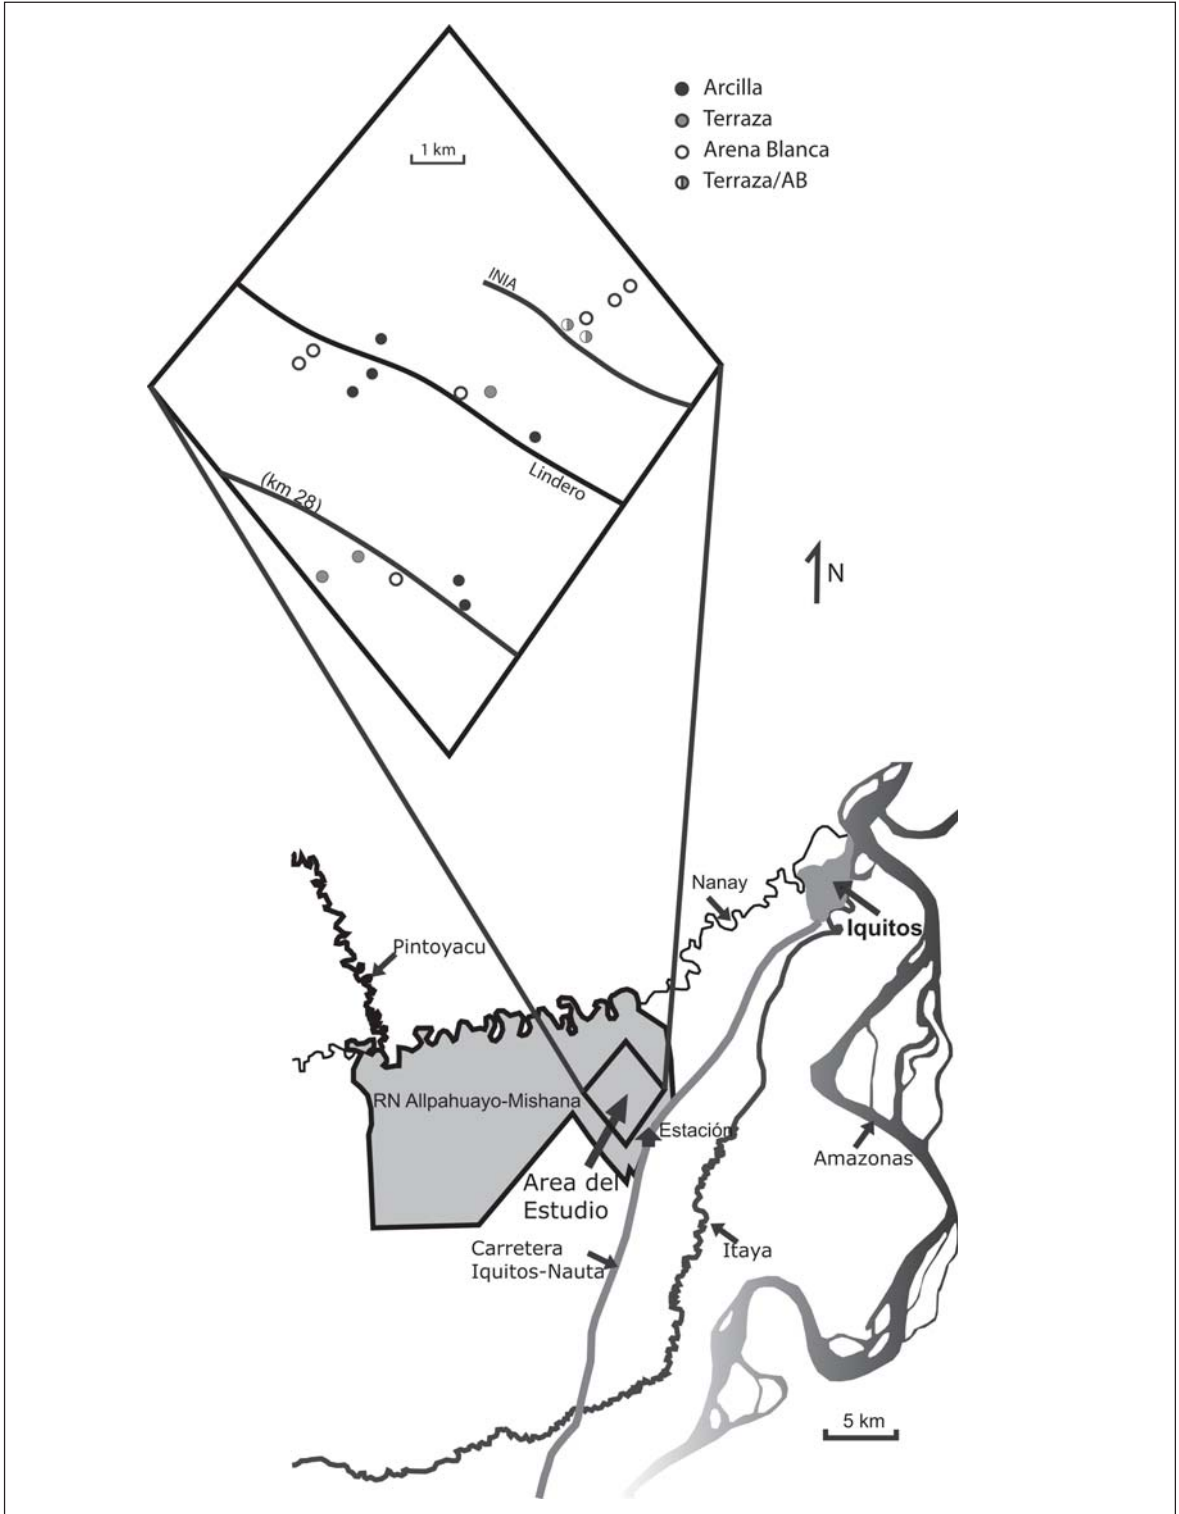 Arcilla
Terraza
1 km
Arena Blanca
Terraza/AB
INIA
Lindero
(km 28)
N
Nanay
Iquitos
Pintoyacu
RN Allpahuayo-Mishana
Estación
Amazonas
Area del
Estudio
Carretera
Iquitos-Nauta
Itaya
5 km